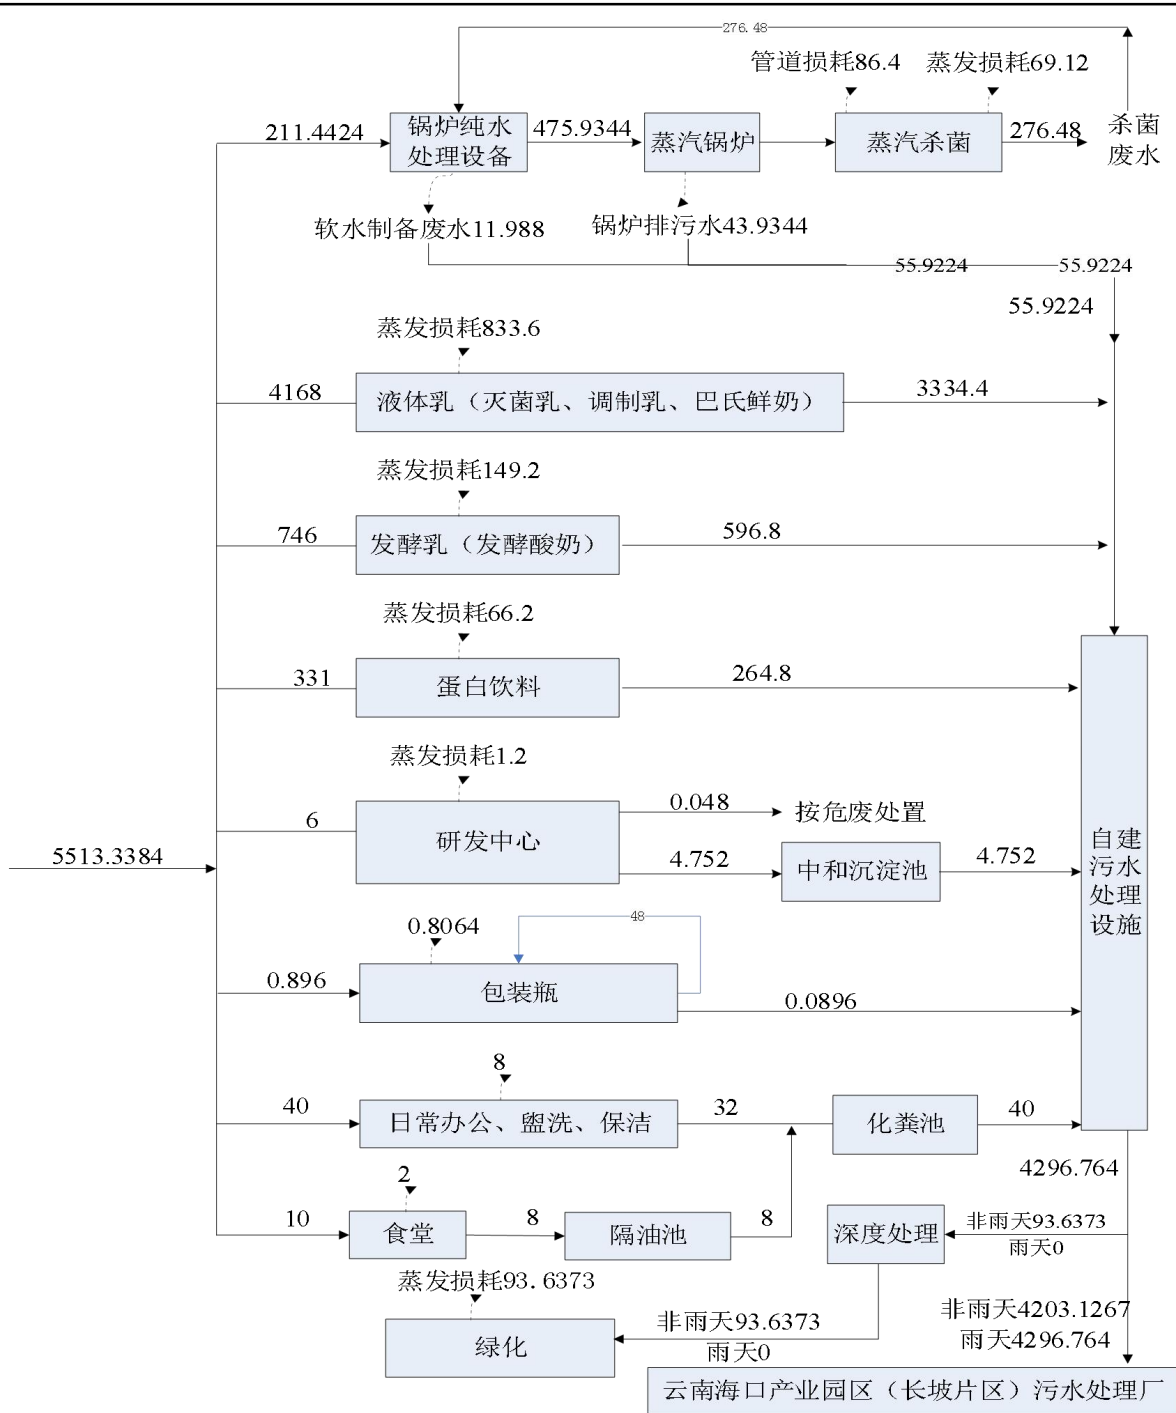 276.48
管道损耗86.4
蒸发损耗69.12
211.4424
锅炉纯水
处理设备
475.9344
蒸汽锅炉
蒸汽杀菌
276.48
杀菌
废水
软水制备废水11.988
锅炉排污水43.9344
55.9224
55.9224
55.9224
蒸发损耗833.6
4168
液体乳（灭菌乳、调制乳、巴氏鲜奶）
3334.4
蒸发损耗149.2
746
发酵乳（发酵酸奶）
596.8
蒸发损耗66.2
331
蛋白饮料
264.8
蒸发损耗1.2
6
研发中心
0.048
按危废处置
5513.3384
4.752
中和沉淀池
4.752
自建
污水
处理
设施
0.8064
48
0.896
包装瓶
0.0896
8
40
日常办公、盥洗、保洁
32
化粪池
40
4296.764
2
10
食堂
8
隔油池
8
深度处理
非雨天93.6373
雨天0
蒸发损耗93.6373
绿化
非雨天93.6373
雨天0
非雨天4203.1267
雨天4296.764
云南海口产业园区（长坡片区）污水处理厂